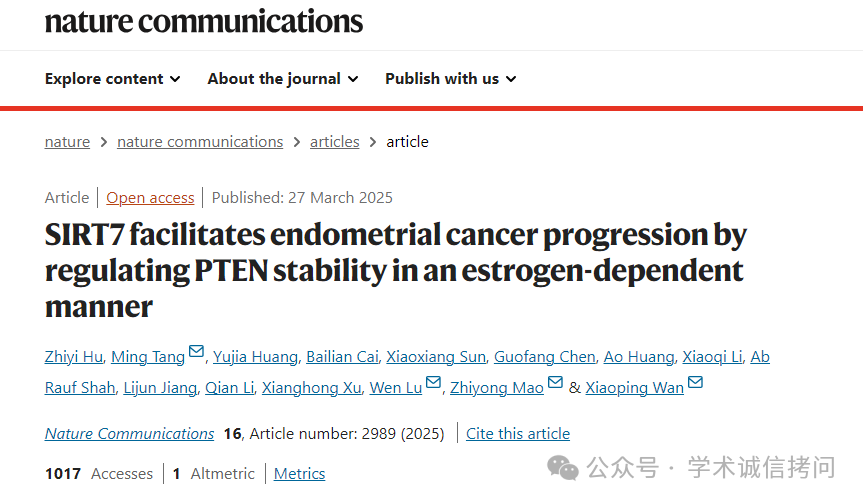 nature communications
Explore content About the journal Publish with us
nature > nature communications > articles > article
Article | Open access | Published: 27 March 2025
SIRT7 facilitates endometrial cancer progression by
regulating PTEN stability in an estrogen-dependent
manner
Zhiyi Hu, Ming Tang, Yujia Huang, Bailian Cai, Xiaoxiang Sun, Guofang Chen, Ao Huang, Xiaoqi Li, Ab
Rauf Shah, Lijun Jiang, Qian Li, Xianghong Xu, Wen Lu, Zhiyong Mao & Xiaoping Wan
Nature Communications 16, Article number: 2989 (2025) | Cite this article
1017 Accesses | 1 Altmetric | Metrics
公众号 · 学术诚信拷问